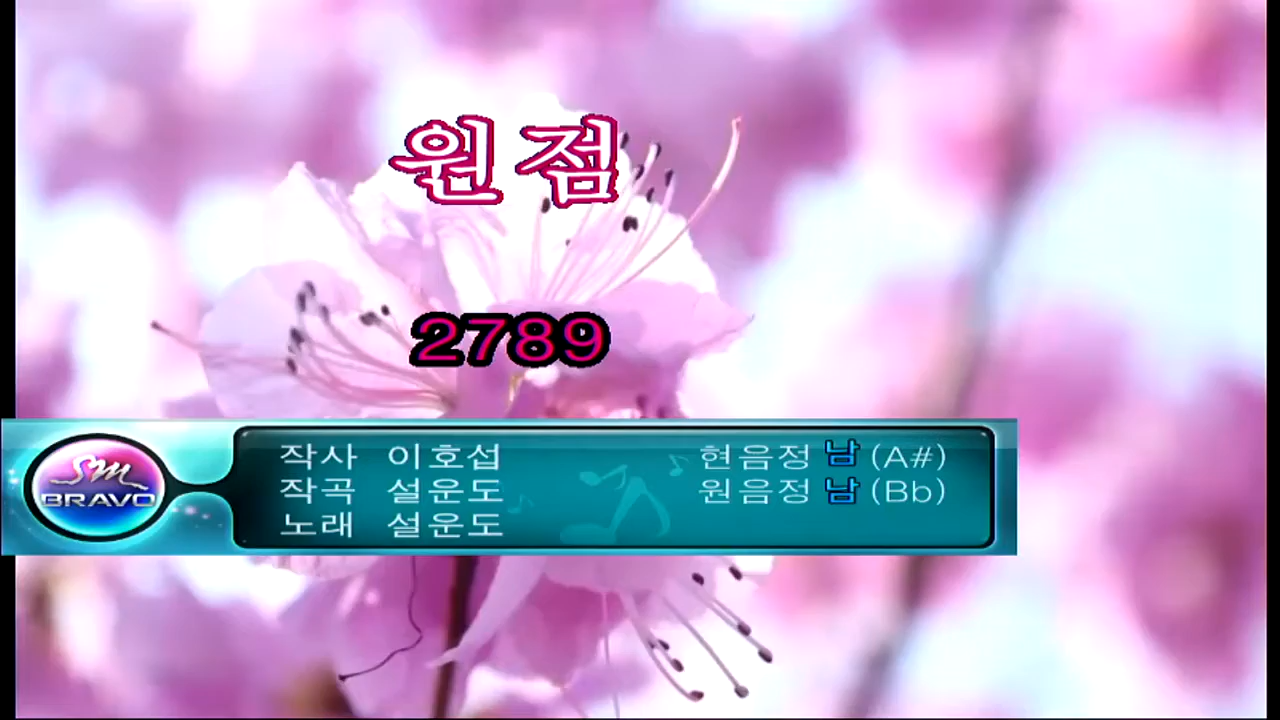 원점
2789
SM
BRAVO
작사 이호섭 현음정 남 (A#)
작곡 설운도 원음정 남 (Bb)
노래 설운도